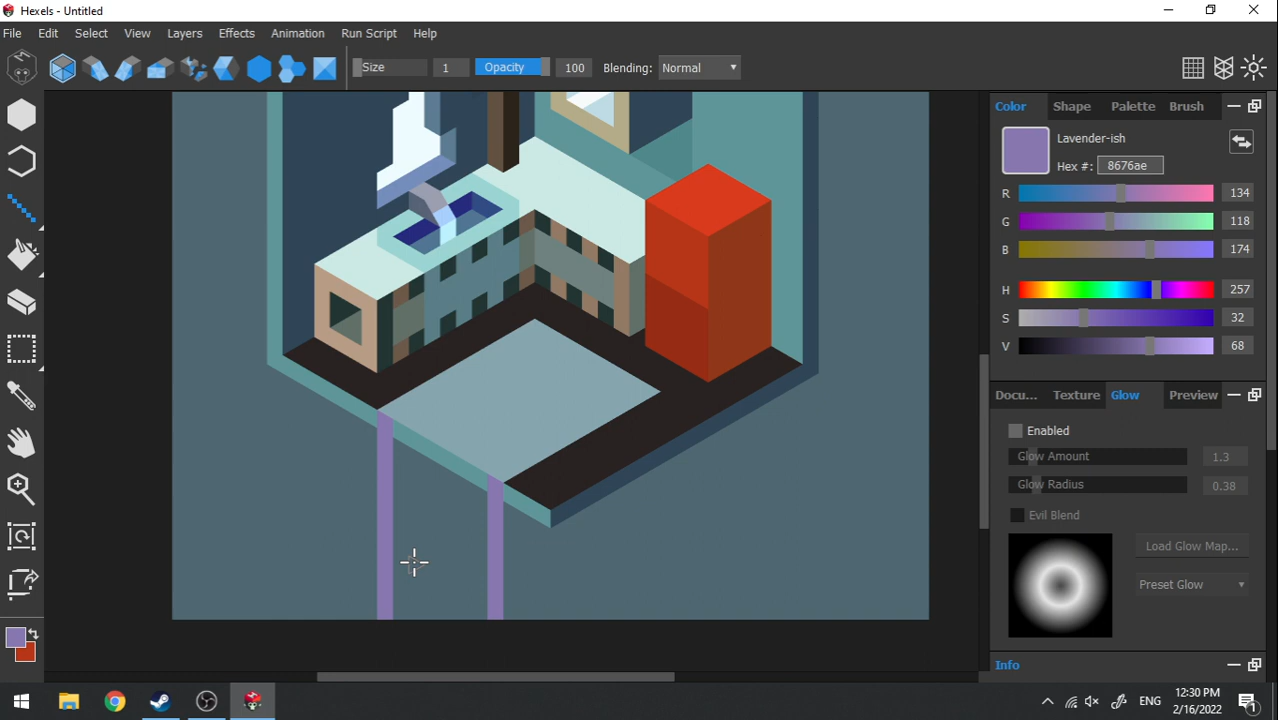 Hexels - Untitled
File Edit Select View Layers Effects Animation Run Script Help
Size 1 Opacity 100 Blending: Normal
Color Shape Palette Brush
Lavender-ish
Hex #: 8676ae
R 134
G 118
B 174
H 257
S 32
V 68
Docu... Texture Glow Preview
Enabled
Glow Amount 1.3
Glow Radius 0.38
Evil Blend
Load Glow Map...
Preset Glow
Info
ENG
12:30 PM
2/16/2022
1